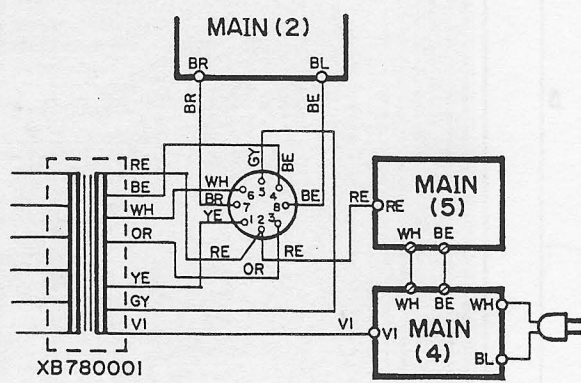 MAIN (2)
BR BL
BR BE
GY BE
RE
BE
WH
OR
YE
GY
VI
WH
BR
YE
6 5 4
7 8
1 2 3
BE
RE OR RE
RE RE
MAIN
(5)
WH BE
WH BE WH
VI VI
MAIN
(4)
BL
XB780001